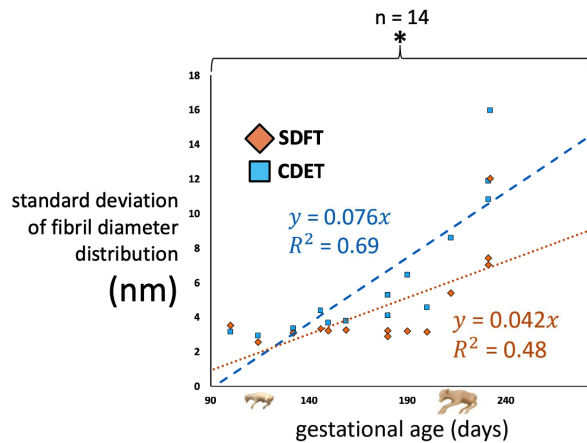 n = 14
*
18
16
14
12
10
8
6
4
2
0
SDFT
CDET
standard deviation
of fibril diameter
distribution
(nm)
y = 0.076x
R² = 0.69
y = 0.042x
R² = 0.48
90
140
190
240
gestational age (days)